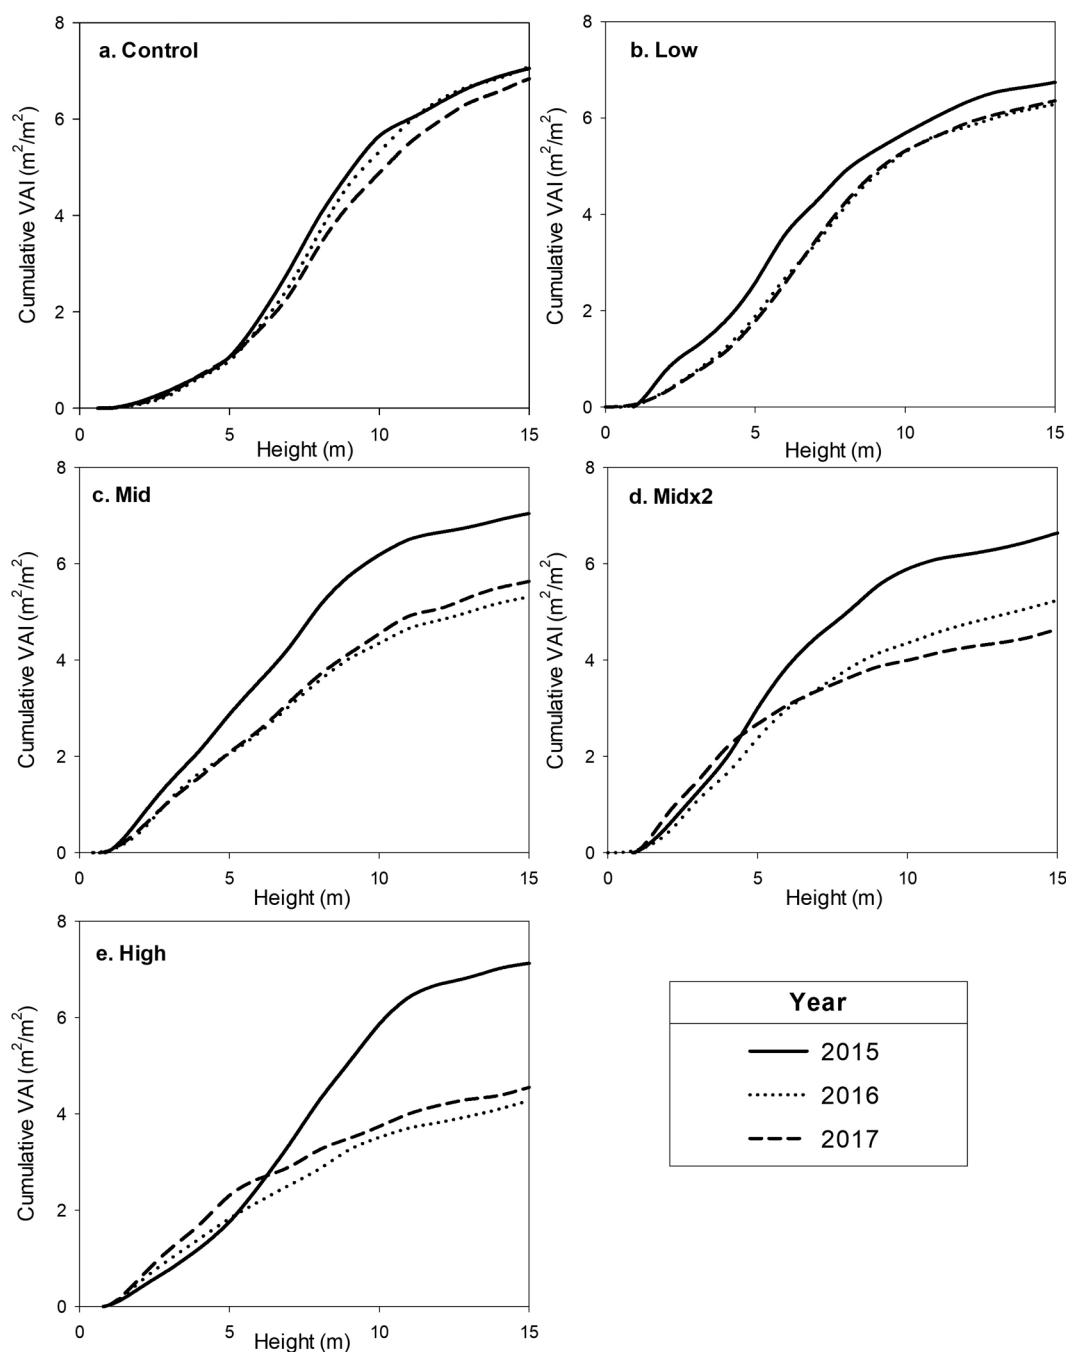 a. Control
Cumulative VAI (m²/m²)
8
6
4
2
0
0 5 10 15
Height (m)
b. Low
Cumulative VAI (m²/m²)
8
6
4
2
0
0 5 10 15
Height (m)
c. Mid
Cumulative VAI (m²/m²)
8
6
4
2
0
0 5 10 15
Height (m)
d. Midx2
Cumulative VAI (m²/m²)
8
6
4
2
0
0 5 10 15
Height (m)
e. High
Cumulative VAI (m²/m²)
8
6
4
2
0
0 5 10 15
Height (m)
Year
2015
2016
2017